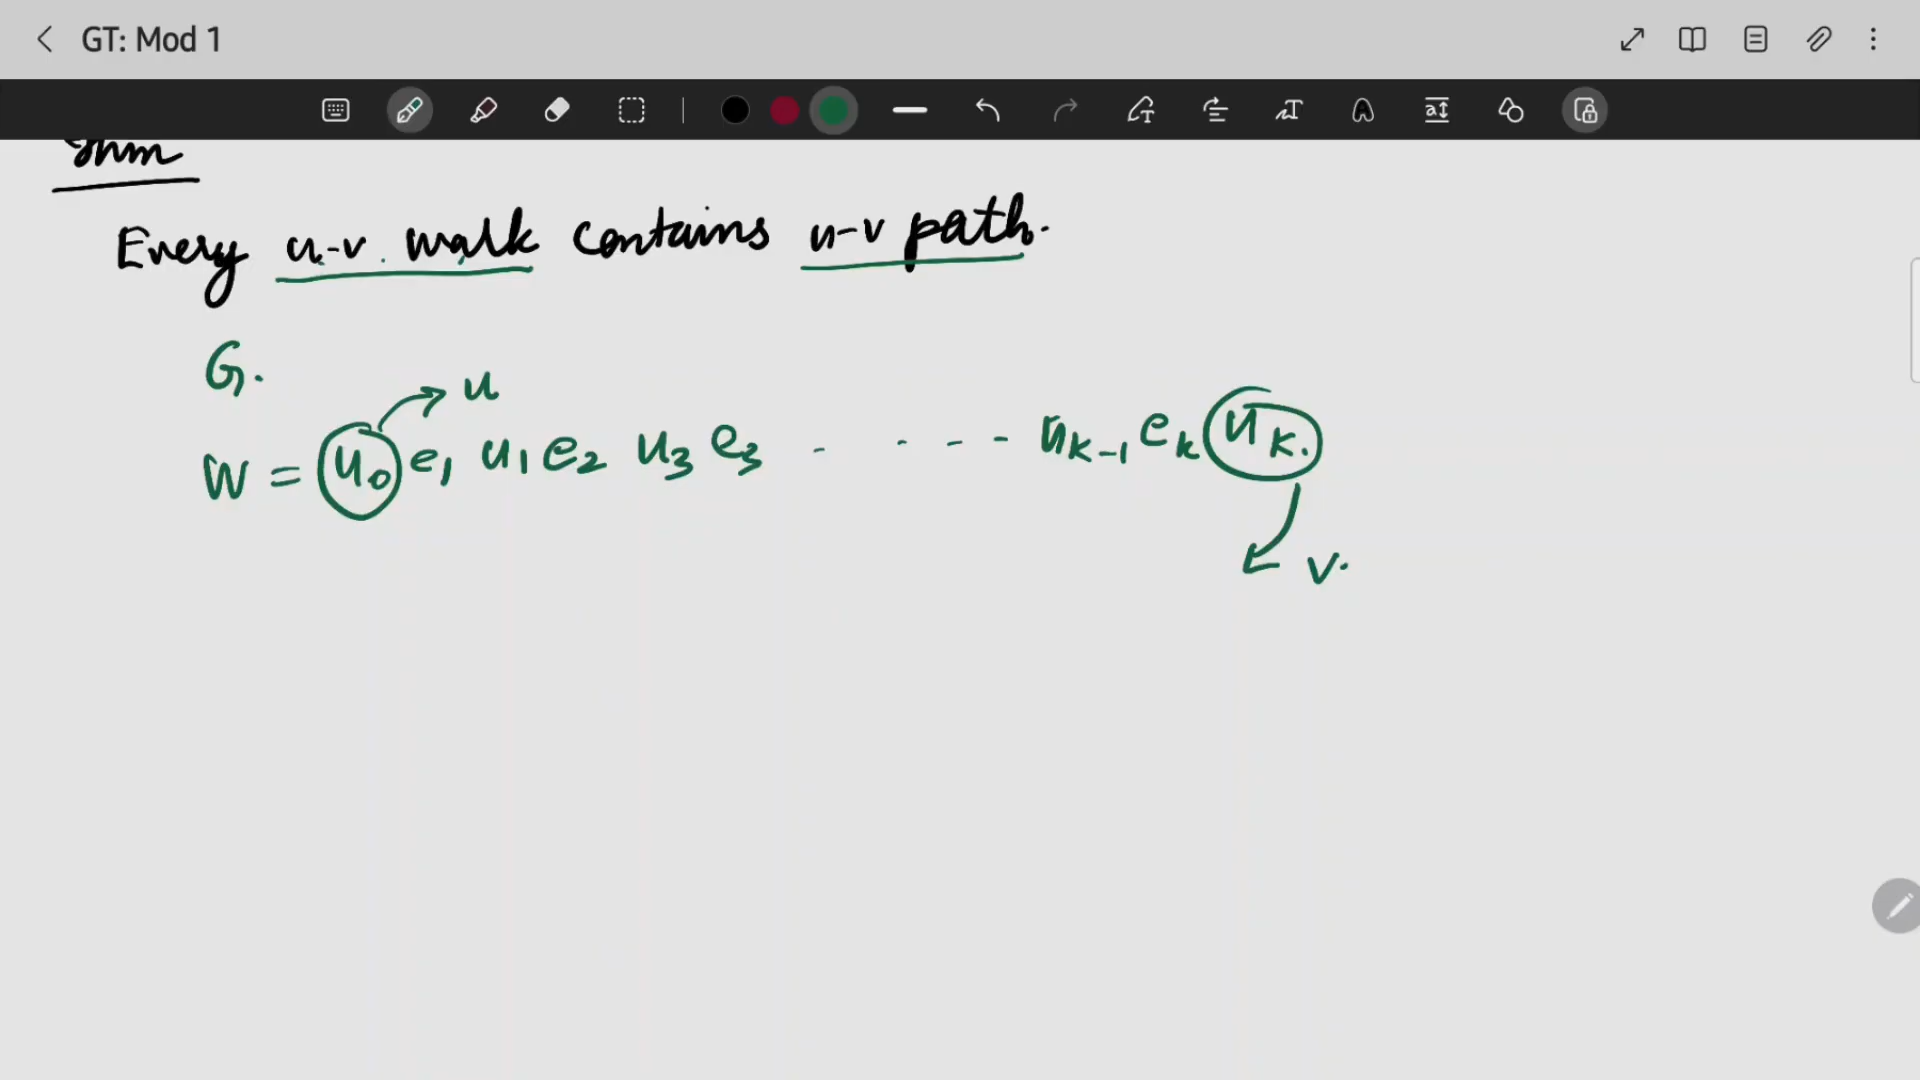 GT: Mod 1
Thm
Every u-v walk contains u-v path.
G.
u
W = u₀ e₁ u₁ e₂ u₃ e₃ - - - - uₖ₋₁ eₖ uₖ.
v.